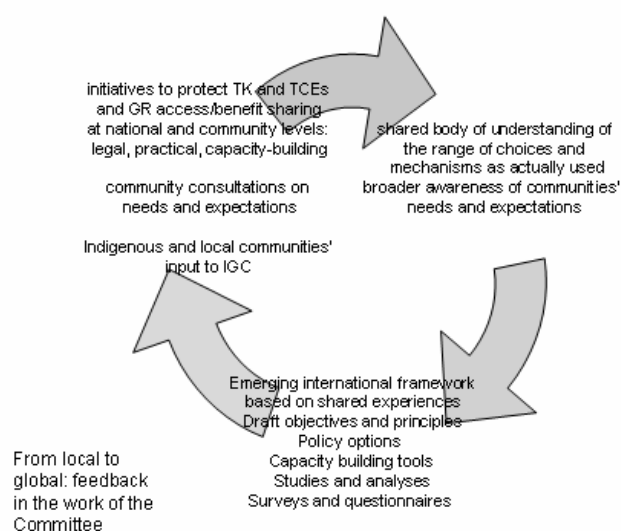 initiatives to protect TK and TCEs
and GR access/benefit sharing
at national and community levels:
legal, practical, capacity-building
community consultations on
needs and expectations
Indigenous and local communities'
input to IGC
shared body of understanding of
the range of choices and
mechanisms as actually used
broader awareness of communities'
needs and expectations
Emerging international framework
based on shared experiences
Draft objectives and principles
Policy options
Capacity building tools
Studies and analyses
Surveys and questionnaires
From local to
global: feedback
in the work of the
Committee